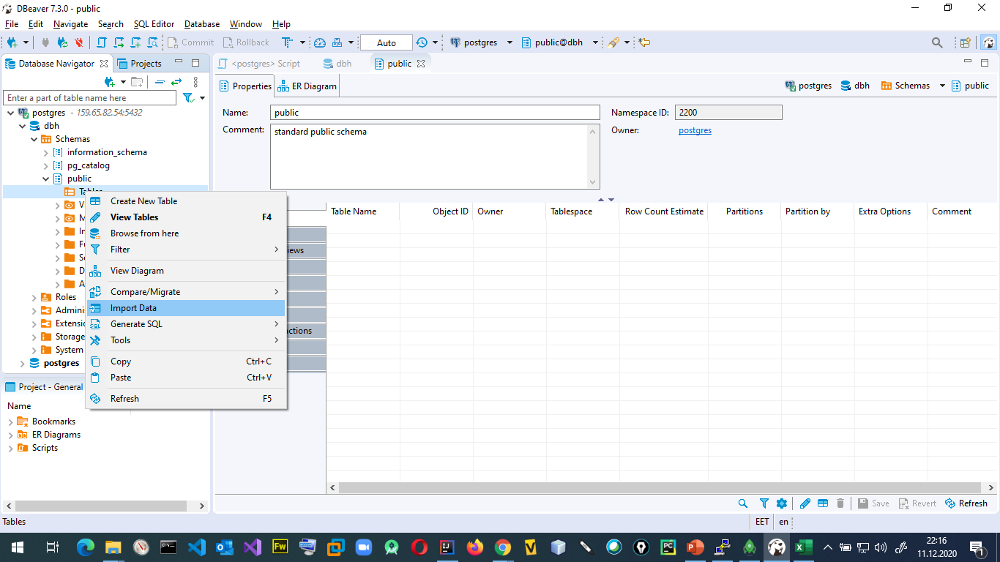 DBeaver 7.3.0 - public
File Edit Navigate Search SQL Editor Database Window Help
Commit Rollback Auto postgres public@dbh
Database Navigator Projects <postgres> Script dbh public
Enter a part of table name here
postgres - 159.65.82.54:5432
dbh
Schemas
information_schema
pg_catalog
public
V
M
In
Fu
Se
D
A
Roles
Adminis
Extensio
Storage
System
postgres
Create New Table
View Tables F4
Browse from here
Filter
View Diagram
Compare/Migrate
Import Data
Generate SQL
Tools
Copy Ctrl+C
Paste Ctrl+V
Refresh F5
Project - General
Name
Bookmarks
ER Diagrams
Scripts
Properties ER Diagram postgres dbh Schemas public
Name: public Namespace ID: 2200
Comment: standard public schema Owner: postgres
Table Name Object ID Owner Tablespace Row Count Estimate Partitions Partition by Extra Options Comment
iews
ctions
Save Revert Refresh
Tables EET en
Fw PC
22:16
11.12.2020
1